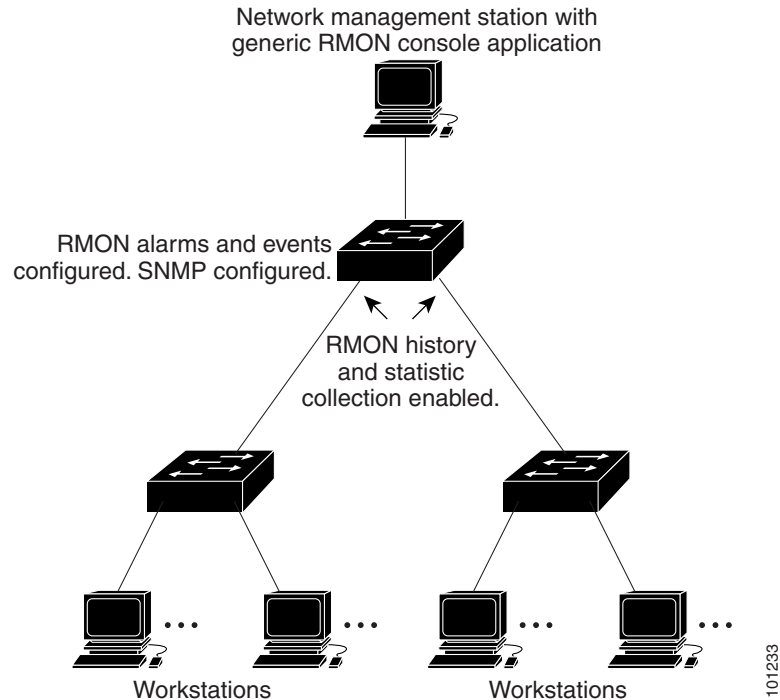 Network management station with
generic RMON console application
RMON alarms and events
configured. SNMP configured.
RMON history
and statistic
collection enabled.
Workstations
Workstations
101233